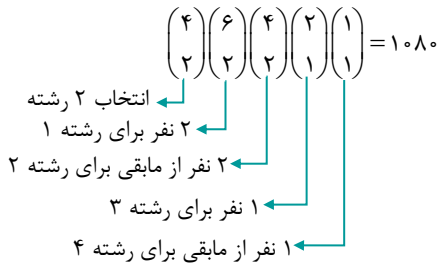 (۴ ۲)(۶ ۲)(۴ ۲)(۲ ۱)(۱ ۱) = ۱۰۸۰
انتخاب ۲ رشته
۲ نفر برای رشته ۱
۲ نفر از مابقی برای رشته ۲
۱ نفر برای رشته ۳
۱ نفر از مابقی برای رشته ۴